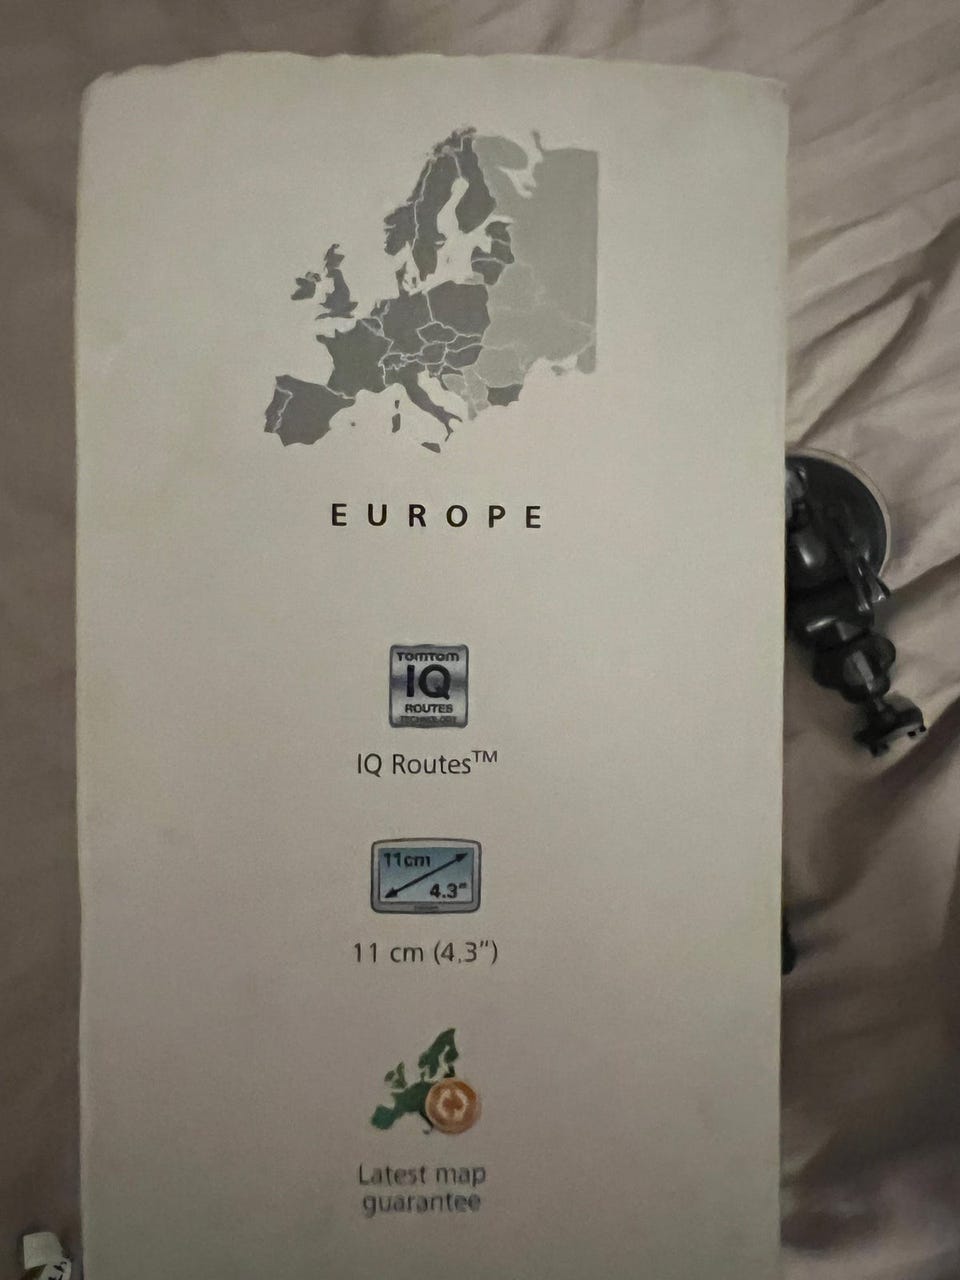 EUROPE
TOMTOM
IQ
ROUTES
TECHNOLOGY
IQ Routes™
11cm
4.3"
11 cm (4,3")
Latest map
guarantee